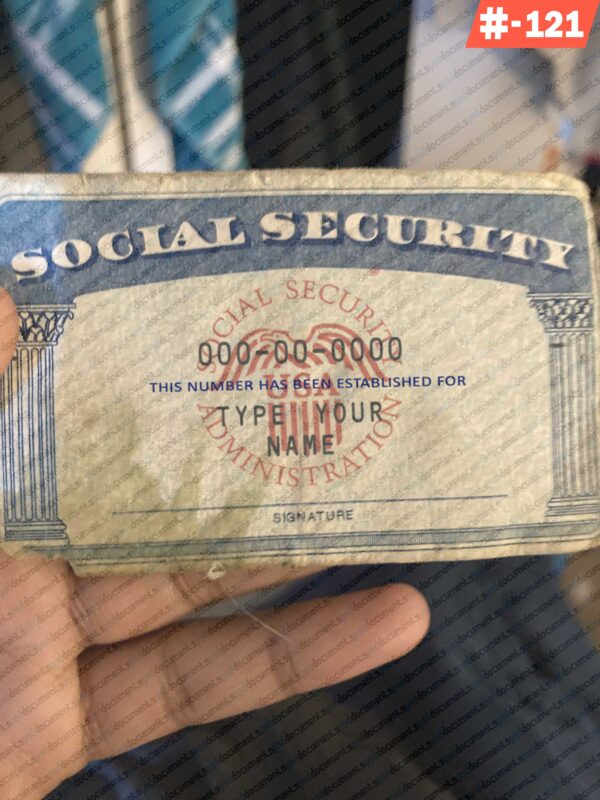 #-121
SOCIAL SECURITY
SOCIAL SECURITY
000-00-0000
THIS NUMBER HAS BEEN ESTABLISHED FOR
USA
TYPE YOUR
NAME
ADMINISTRATION
SIGNATURE